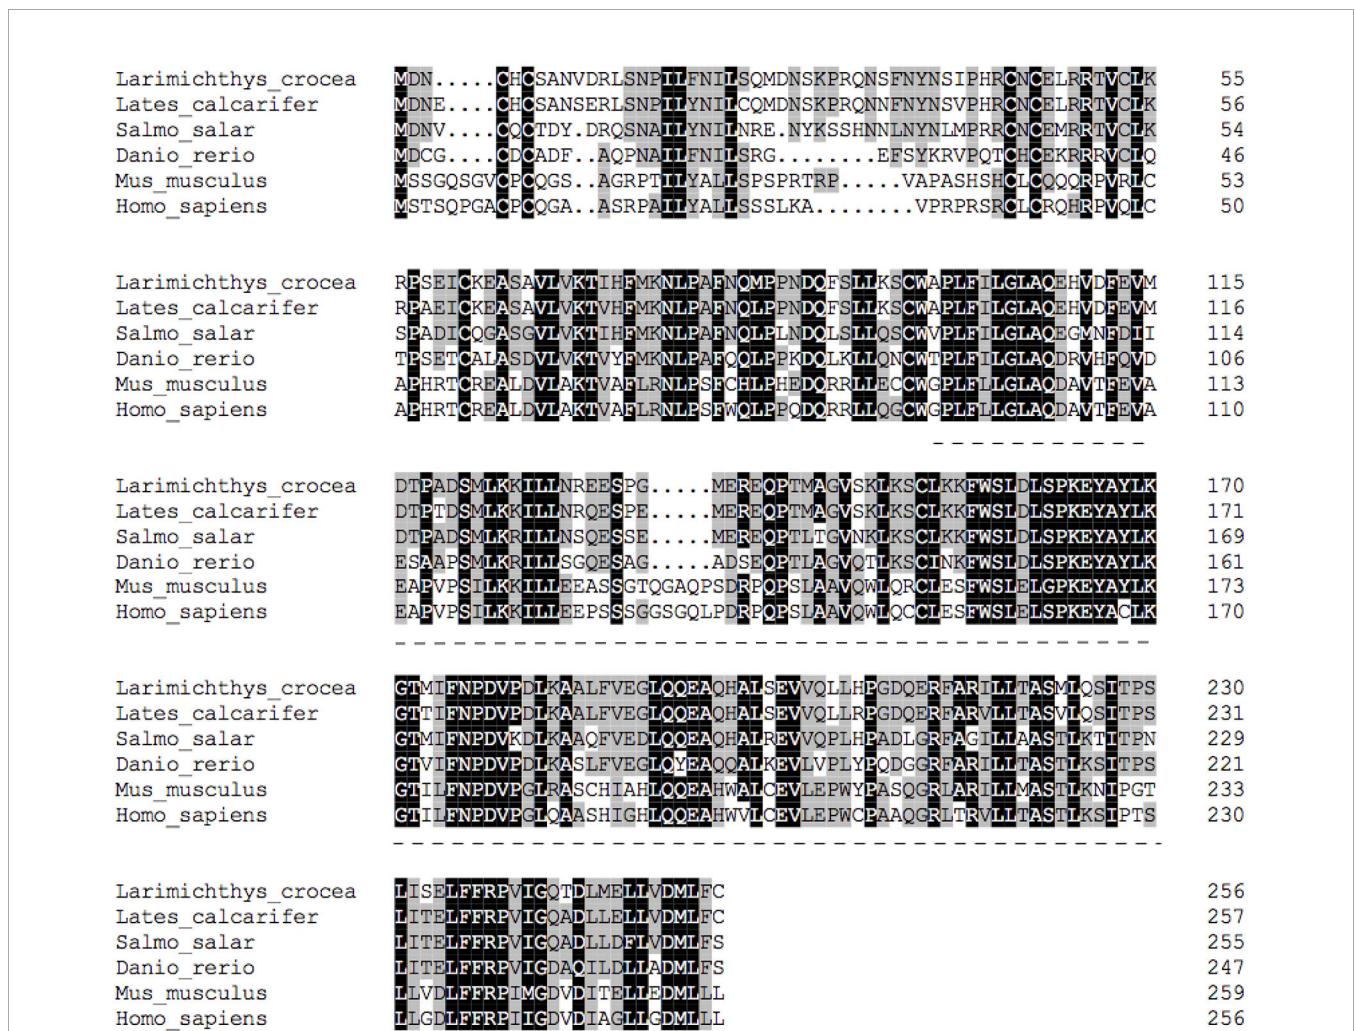 Larimichthys_crocea MDN.....CHCSANVDRLSNPILFNILSQMDNSKPRQNSFNYNSIPHRCNCELRRTVCLK 55
Lates_calcarifer MDNE....CHCSANSERLSNPILYNILCQMDNSKPRQNNFNYNSVPHRCNCELRRTVCLK 56
Salmo_salar MDNV....CQCTDY.DRQSNAILYNILNRE.NYKSSHNNLNYNLMPRRCNCEMRRTVCLK 54
Danio_rerio MDCG....CDCADF..AQPNAILFNILSRG........EFSYKRVPQTCHCEKRRRVCLQ 46
Mus_musculus MSSGQSGVCPCQGS..AGRPTILYALLSPSPRTRP.....VAPASHSHCLCQQQRPVRLC 53
Homo_sapiens MSTSQPGACPCQGA..ASRPAILYALLSSSLKA........VPRPRSRCLCRQHRPVQLC 50
Larimichthys_crocea RPSEICKEASAVLVKTIHFMKNLPAFNQMPPNDQFSLLKSCWAPLFILGLAQEHVDFEVM 115
Lates_calcarifer RPAEICKEASAVLVKTVHFMKNLPAFNQLPPNDQFSLLKSCWAPLFILGLAQEHVDFEVM 116
Salmo_salar SPADICQGASGVLVKTIHFMKNLPAFNQLPLNDQLSLLQSCWVPLFILGLAQEGMNFDLI 114
Danio_rerio TPSETCALASDVLVKTVYFMKNLPAFQQLPPKDQLKLLQNCWTPLFILGLAQDRVHFQVD 106
Mus_musculus APHRTCREALDVLAKTVAFLRNLPSFCHLPHEDQRRLLECCWGPLFLLGLAQDAVTFEVA 113
Homo_sapiens APHRTCREALDVLAKTVAFLRNLPSFWQLPPQDQRRLLQGCWGPLFLLGLAQDAVTFEVA 110
Larimichthys_crocea DTPADSMLKKILLNREESPG.....MEREQPTMAGVSKLKSCLKKFWSLDLSPKEYAYLK 170
Lates_calcarifer DTPTDSMLKKILLNRQESPE.....MEREQPTMAGVSKLKSCLKKFWSLDLSPKEYAYLK 171
Salmo_salar DTPADSMLKRILLNSQESSE.....MEREQPTLTGVNKLKSCLKKFWSLDLSPKEYAYLK 169
Danio_rerio ESAAPSMLKRILLSGQESAG.....ADSEQPTLAGVQTLKSCINKFWSLDLSPKEYAYLK 161
Mus_musculus EAPVPSILKKILLEEASSGTQGAQPSDRPQPSLAAVQWLQRCLESFWSLELGPKEYAYLK 173
Homo_sapiens EAPVPSILKKILLEEPSSSGGSGQLPDRPQPSLAAVQWLQCCLESFWSLELSPKEYACLK 170
Larimichthys_crocea GTMIFNPDVPDLKAALFVEGLQQEAQHALSEVVQLLHPGDQERFARILLTASMLQSITPS 230
Lates_calcarifer GTTIFNPDVPDLKAALFVEGLQQEAQHALSEVVQLLRPGDQERFARVLLTASVLQSITPS 231
Salmo_salar GTMIFNPDVKDLKAAQFVEDLQQEAQHALREVVQPLHPADLGRFAGILLAASTLKTITPN 229
Danio_rerio GTVIFNPDVPDLKASLFVEGLQYEAQQALKEVLVPLYPQDGGRFARILLTASTLKSITPS 221
Mus_musculus GTILFNPDVPGLRASCHIAHLQQEAHWALCEVLEPWYPASQGRLARILLMASTLKNIPGT 233
Homo_sapiens GTILFNPDVPGLQAASHIGHLQQEAHWVLCEVLEPWCPAAQGRLTRVLLTASTLKSIPTS 230
Larimichthys_crocea LISELFFRPVIGQTDLMELLVDMLFC 256
Lates_calcarifer LITELFFRPVIGQADLLELLVDMLFC 257
Salmo_salar LITELFFRPVIGQADLLDFLVDMLFS 255
Danio_rerio LITELFFRPVIGDAQILDLLADMLFS 247
Mus_musculus LLVDLFFRPIMGDVDITELLEDMLLL 259
Homo_sapiens LLGDLFFRPIIGDVDIAGLLGDMLLL 256